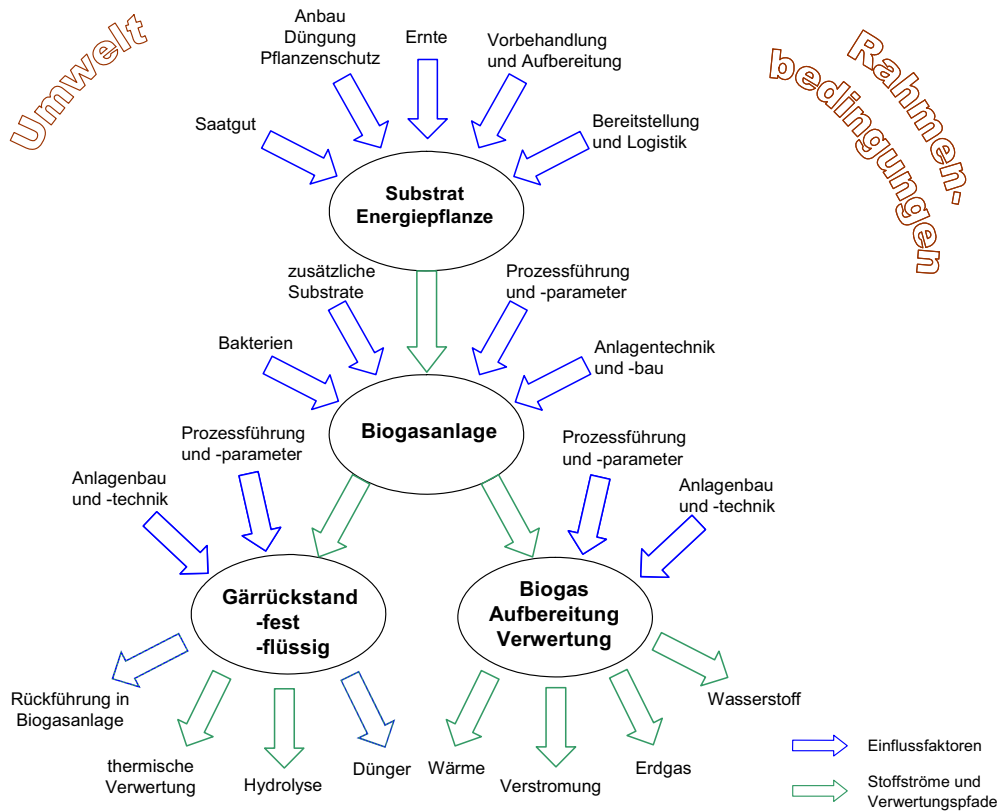 Umwelt
Rahmen-
bedingungen
Anbau
Düngung
Pflanzenschutz
Ernte
Vorbehandlung
und Aufbereitung
Saatgut
Bereitstellung
und Logistik
Substrat
Energiepflanze
zusätzliche
Substrate
Prozessführung
und -parameter
Bakterien
Anlagentechnik
und -bau
Biogasanlage
Prozessführung
und -parameter
Anlagenbau
und -technik
Prozessführung
und -parameter
Anlagenbau
und -technik
Gärrückstand
-fest
-flüssig
Biogas
Aufbereitung
Verwertung
Rückführung in
Biogasanlage
thermische
Verwertung
Hydrolyse
Dünger
Wärme
Verstromung
Erdgas
Wasserstoff
Einflussfaktoren
Stoffströme und
Verwertungspfade